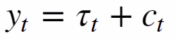 yₜ = τₜ + cₜ